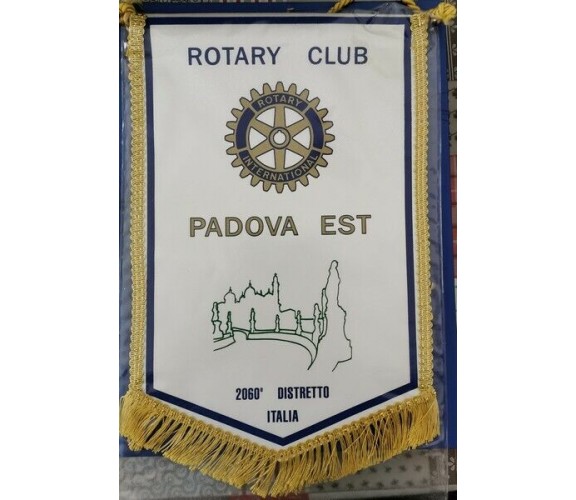 ROTARY CLUB
ROTARY
INTERNATIONAL
PADOVA EST
2060° DISTRETTO
ITALIA